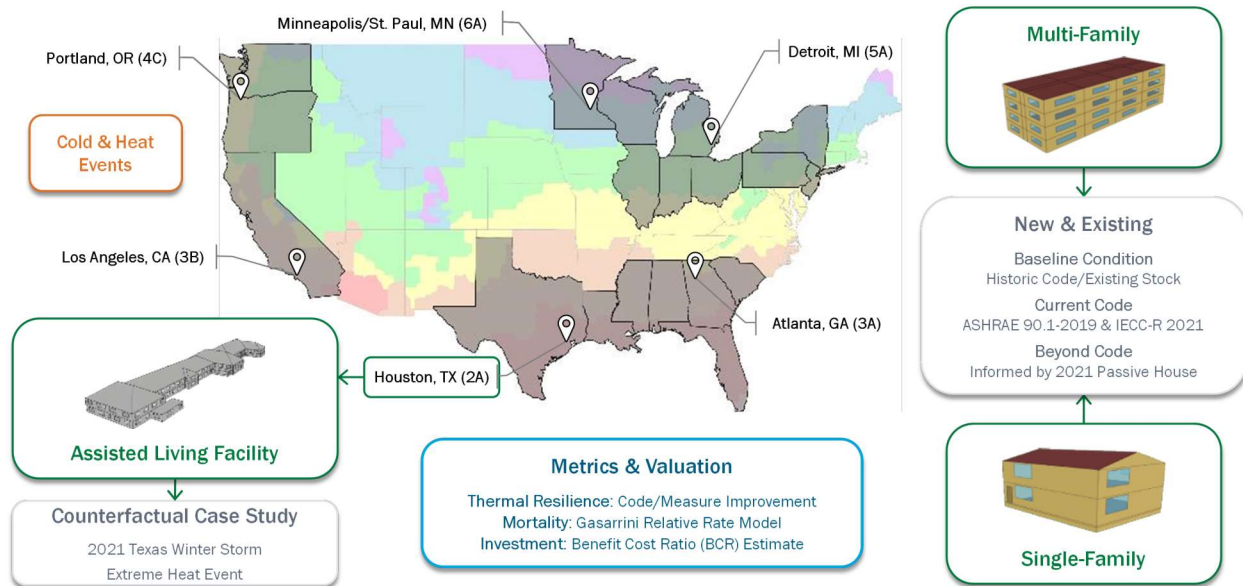 Minneapolis/St. Paul, MN (6A)
Portland, OR (4C)
Detroit, MI (5A)
Cold & Heat
Events
Los Angeles, CA (3B)
Atlanta, GA (3A)
Houston, TX (2A)
Assisted Living Facility
Counterfactual Case Study
2021 Texas Winter Storm
Extreme Heat Event
Metrics & Valuation
Thermal Resilience: Code/Measure Improvement
Mortality: Gasarrini Relative Rate Model
Investment: Benefit Cost Ratio (BCR) Estimate
Multi-Family
New & Existing
Baseline Condition
Historic Code/Existing Stock
Current Code
ASHRAE 90.1-2019 & IECC-R 2021
Beyond Code
Informed by 2021 Passive House
Single-Family